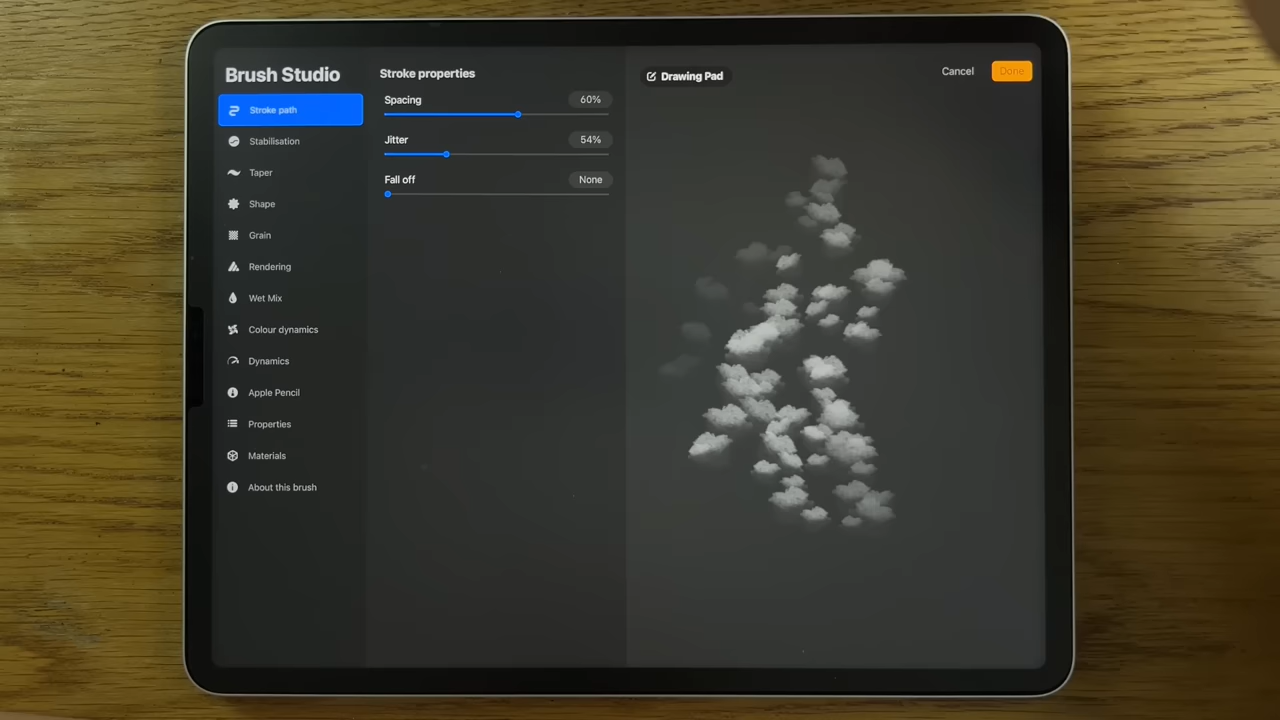 Brush Studio
Stroke path
Stabilisation
Taper
Shape
Grain
Rendering
Wet Mix
Colour dynamics
Dynamics
Apple Pencil
Properties
Materials
About this brush
Stroke properties
Spacing 60%
Jitter 54%
Fall off None
Drawing Pad
Cancel Done